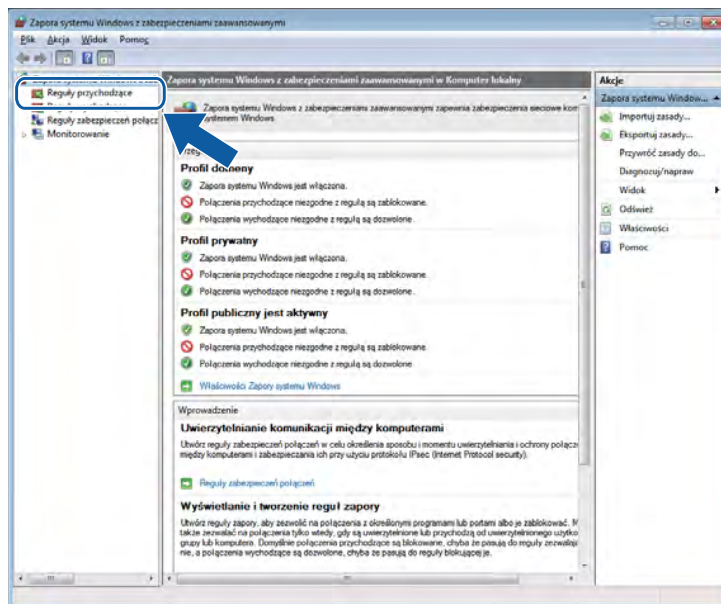 Zapora systemu Windows z zabezpieczeniami zaawansowanymi
Plik Akcja Widok Pomoc
Reguły przychodzące
Reguły zabezpieczeń połącz
Monitorowanie
Zapora systemu Windows z zabezpieczeniami zaawansowanymi w Komputer lokalny
Zapora systemu Windows z zabezpieczeniami zaawansowanymi zapewnia zabezpieczenia sieciowe kom
systemem Windows.
Profil domeny
Zapora systemu Windows jest włączona.
Połączenia przychodzące niezgodne z regułą są zablokowane.
Połączenia wychodzące niezgodne z regułą są dozwolone.
Profil prywatny
Zapora systemu Windows jest włączona.
Połączenia przychodzące niezgodne z regułą są zablokowane.
Połączenia wychodzące niezgodne z regułą są dozwolone.
Profil publiczny jest aktywny
Zapora systemu Windows jest włączona.
Połączenia przychodzące niezgodne z regułą są zablokowane.
Połączenia wychodzące niezgodne z regułą są dozwolone.
Właściwości Zapory systemu Windows
Wprowadzenie
Uwierzytelnianie komunikacji między komputerami
Utwórz reguły zabezpieczeń połączeń w celu określenia sposobu i momentu uwierzytelniania i ochrony połącze
między komputerami i zabezpieczania ich przy użyciu protokołu IPsec (Internet Protocol security).
Reguły zabezpieczeń połączeń
Wyświetlanie i tworzenie reguł zapory
Utwórz reguły zapory, aby zezwolić na połączenia z określonymi programami lub portami albo je zablokować. M
także zezwalać na połączenia tylko wtedy, gdy są uwierzytelnione lub przychodzą od uwierzytelnionego użytko
grupy lub komputera. Domyślnie połączenia przychodzące są blokowane, chyba że pasują do reguły zezwalają
nie, a połączenia wychodzące są dozwolone, chyba że pasują do reguły blokującej je.
Akcje
Zapora systemu Window...
Importuj zasady...
Eksportuj zasady...
Przywróć zasady do...
Diagnozuj/napraw
Widok
Odśwież
Właściwości
Pomoc